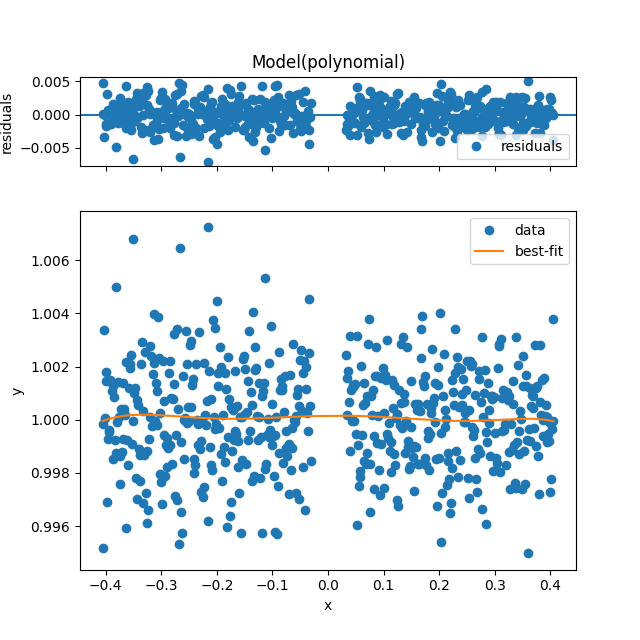 Model(polynomial)
residuals
0.005
0.000
−0.005
residuals
y
1.006
1.004
1.002
1.000
0.998
0.996
data
best-fit
−0.4 −0.3 −0.2 −0.1 0.0 0.1 0.2 0.3 0.4
x